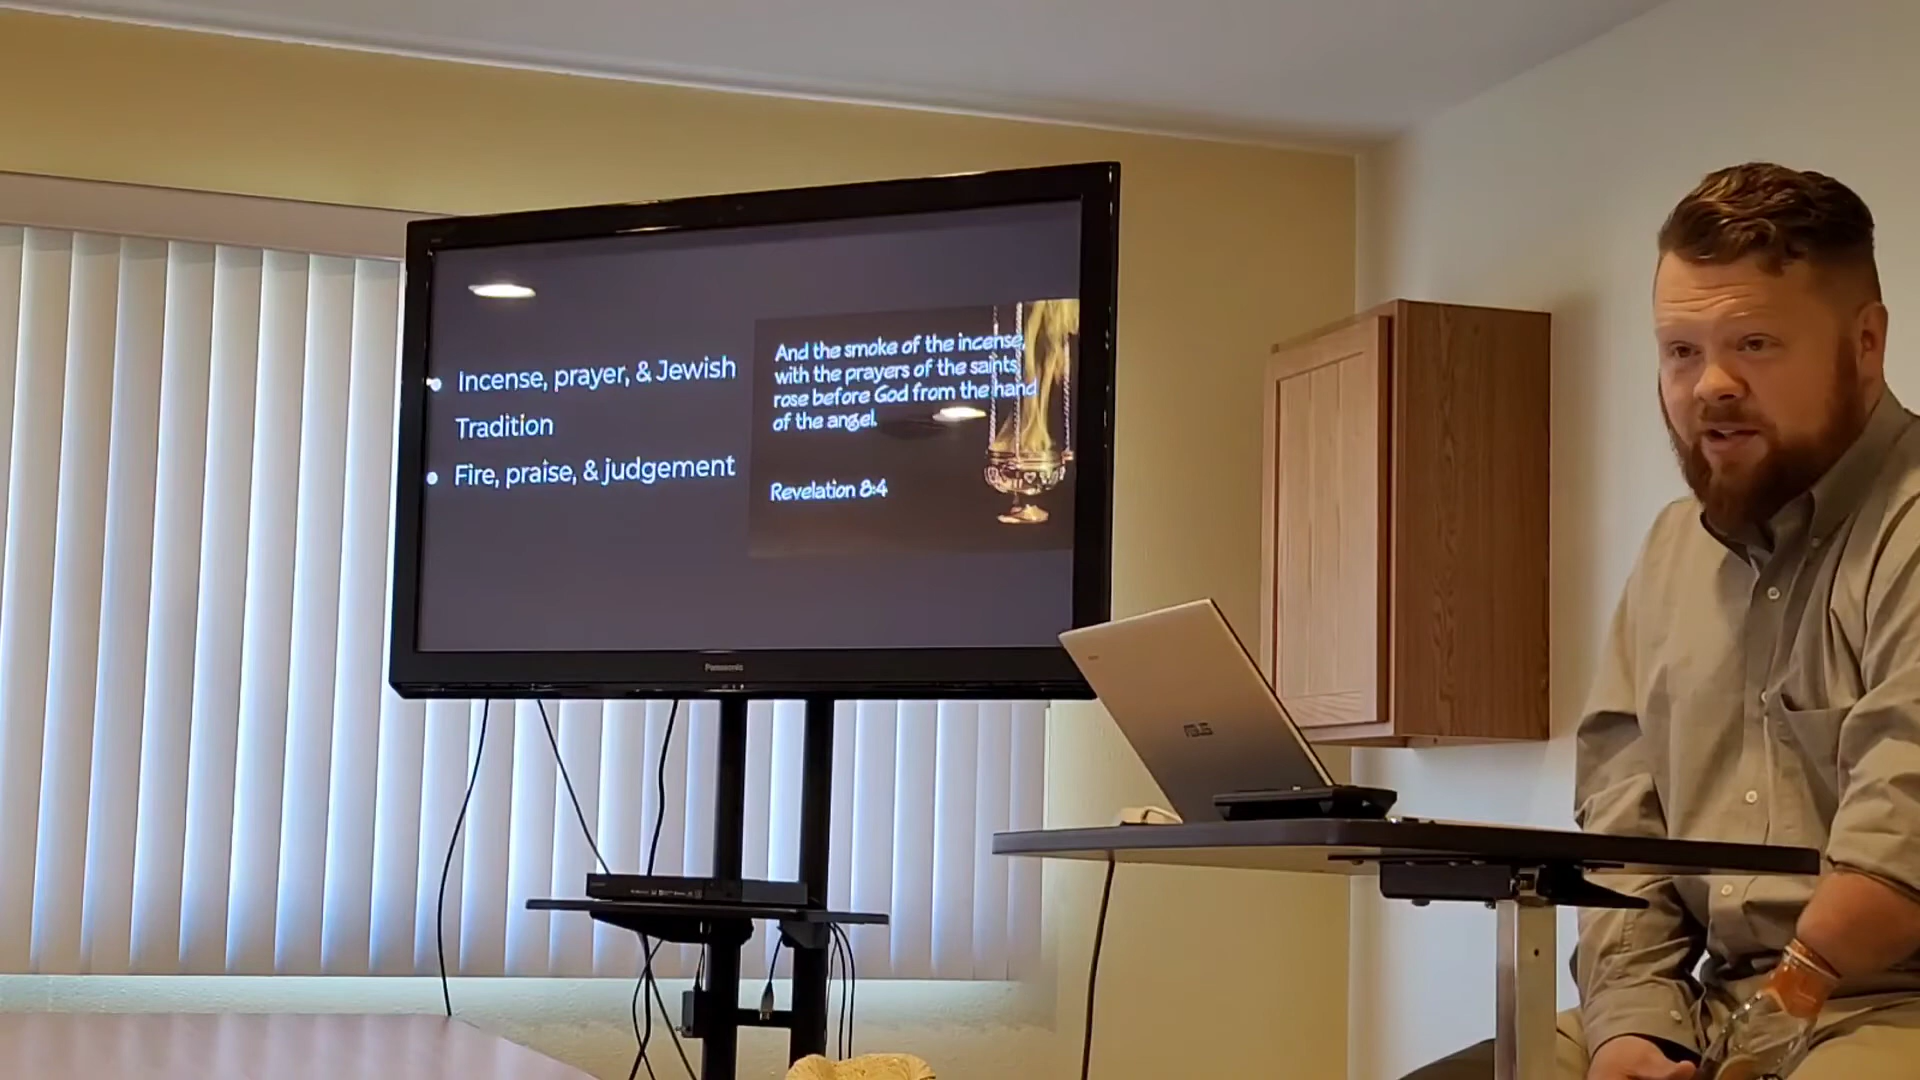 Incense, prayer, & Jewish
Tradition
Fire, praise, & judgement
And the smoke of the incense,
with the prayers of the saints,
rose before God from the hand
of the angel.
Revelation 8:4
Panasonic
ASUS